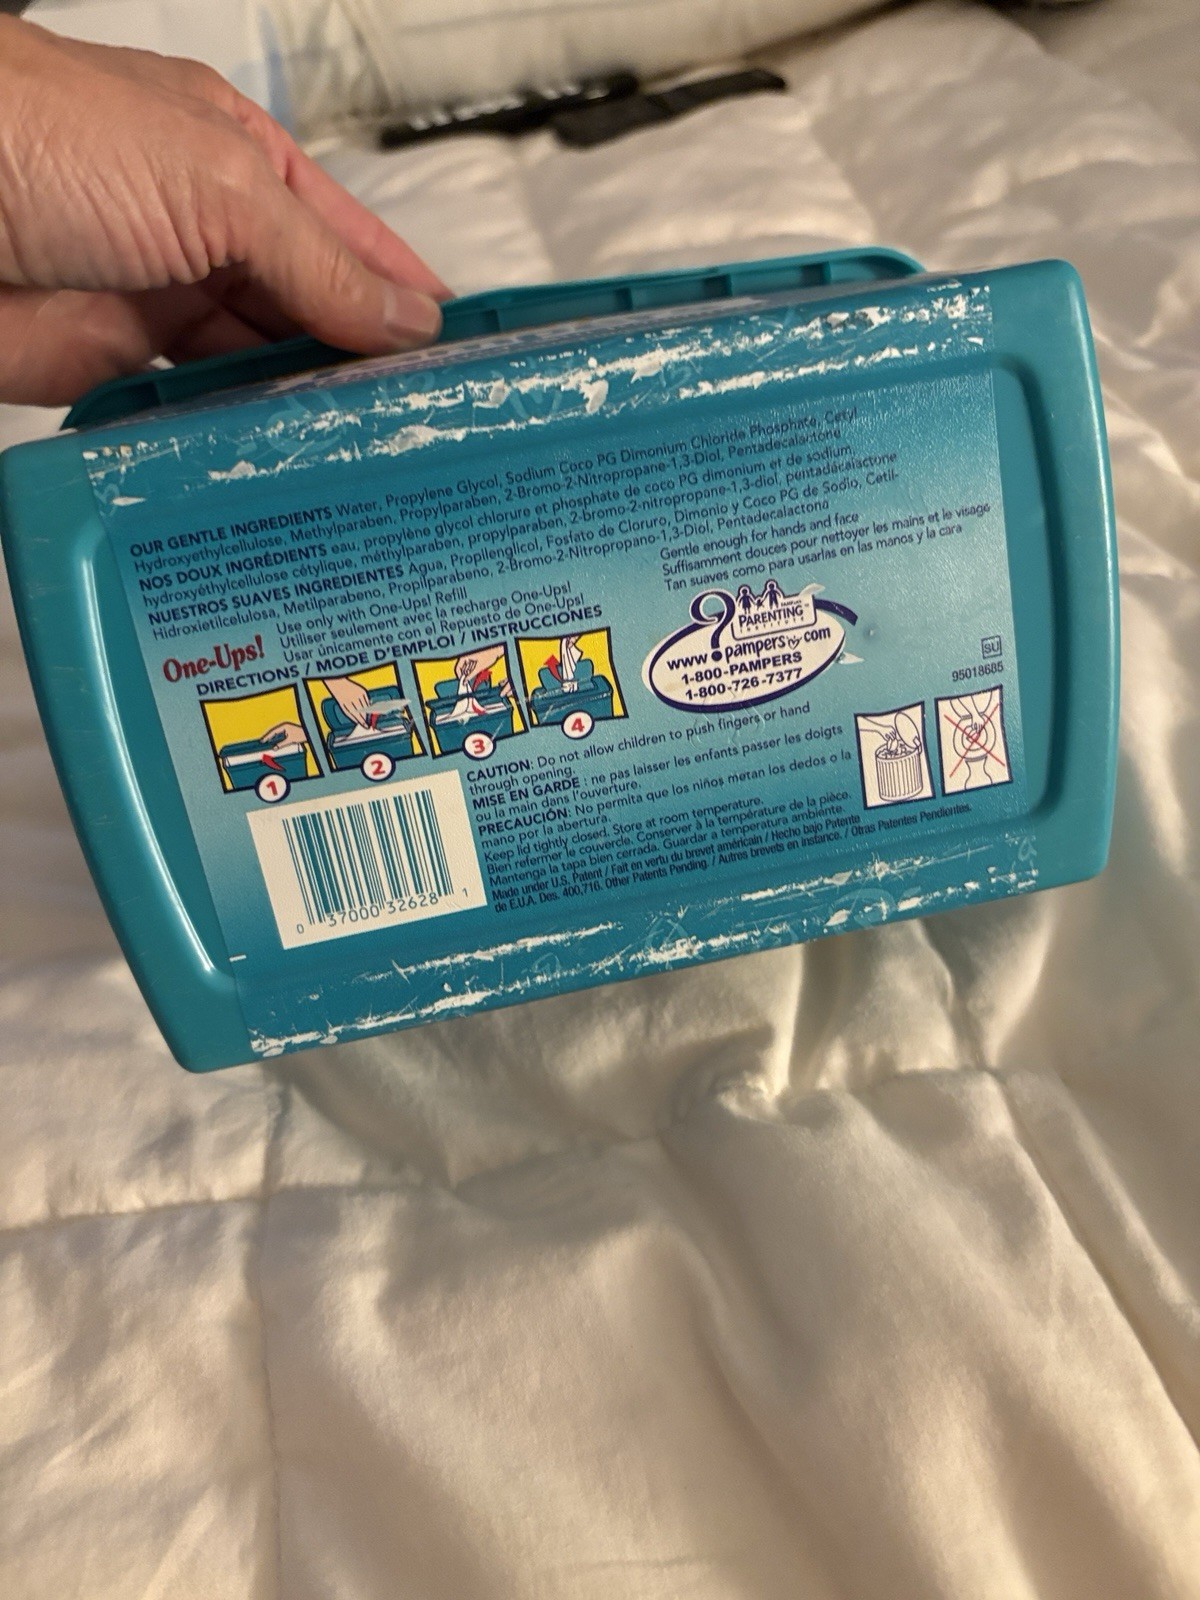 OUR GENTLE INGREDIENTS Water, Propylene Glycol, Sodium Coco PG Dimonium Chloride Phosphate, Cetyl
Hydroxyethylcellulose, Methylparaben, Propylparaben, 2-Bromo-2-Nitropropane-1,3-Diol, Pentadecalactone
NOS DOUX INGRÉDIENTS eau, propylène glycol chlorure et phosphate de coco PG dimonium et de sodium,
hydroxyéthylcellulose cétylique, méthylparaben, propylparaben, 2-bromo-2-nitropropane-1,3-diol, pentadécalactone
NUESTROS SUAVES INGREDIENTES Agua, Propilenglicol, Fosfato de Cloruro, Dimonio y Coco PG de Sodio, Cetil-
Hidroxietilcelulosa, Metilparabeno, Propilparabeno, 2-Bromo-2-Nitropropano-1,3-Diol, Pentadecalactona
One-Ups!
Use only with One-Ups! Refill
Utiliser seulement avec la recharge One-Ups!
Usar únicamente con el Repuesto de One-Ups!
DIRECTIONS / MODE D'EMPLOI / INSTRUCCIONES
1
2
3
4
Gentle enough for hands and face
Suffisamment douces pour nettoyer les mains et le visage
Tan suaves como para usarlas en las manos y la cara
PARENTING
INSTITUTE
www.pampers.com
1-800-PAMPERS
1-800-726-7377
SU
95018685
CAUTION: Do not allow children to push fingers or hand
through opening.
MISE EN GARDE : ne pas laisser les enfants passer les doigts
ou la main dans l'ouverture.
PRECAUCIÓN: No permita que los niños metan los dedos o la
mano por la abertura.
Keep lid tightly closed. Store at room temperature.
Bien refermer le couvercle. Conserver à la température de la pièce.
Mantenga la tapa bien cerrada. Guardar a temperatura ambiente.
Made under U.S. Patent / Fait en vertu du brevet américain / Hecho bajo Patente
de E.U.A. Des. 400,716. Other Patents Pending. / Autres brevets en instance. / Otras Patentes Pendientes.
0 37000 32628 1